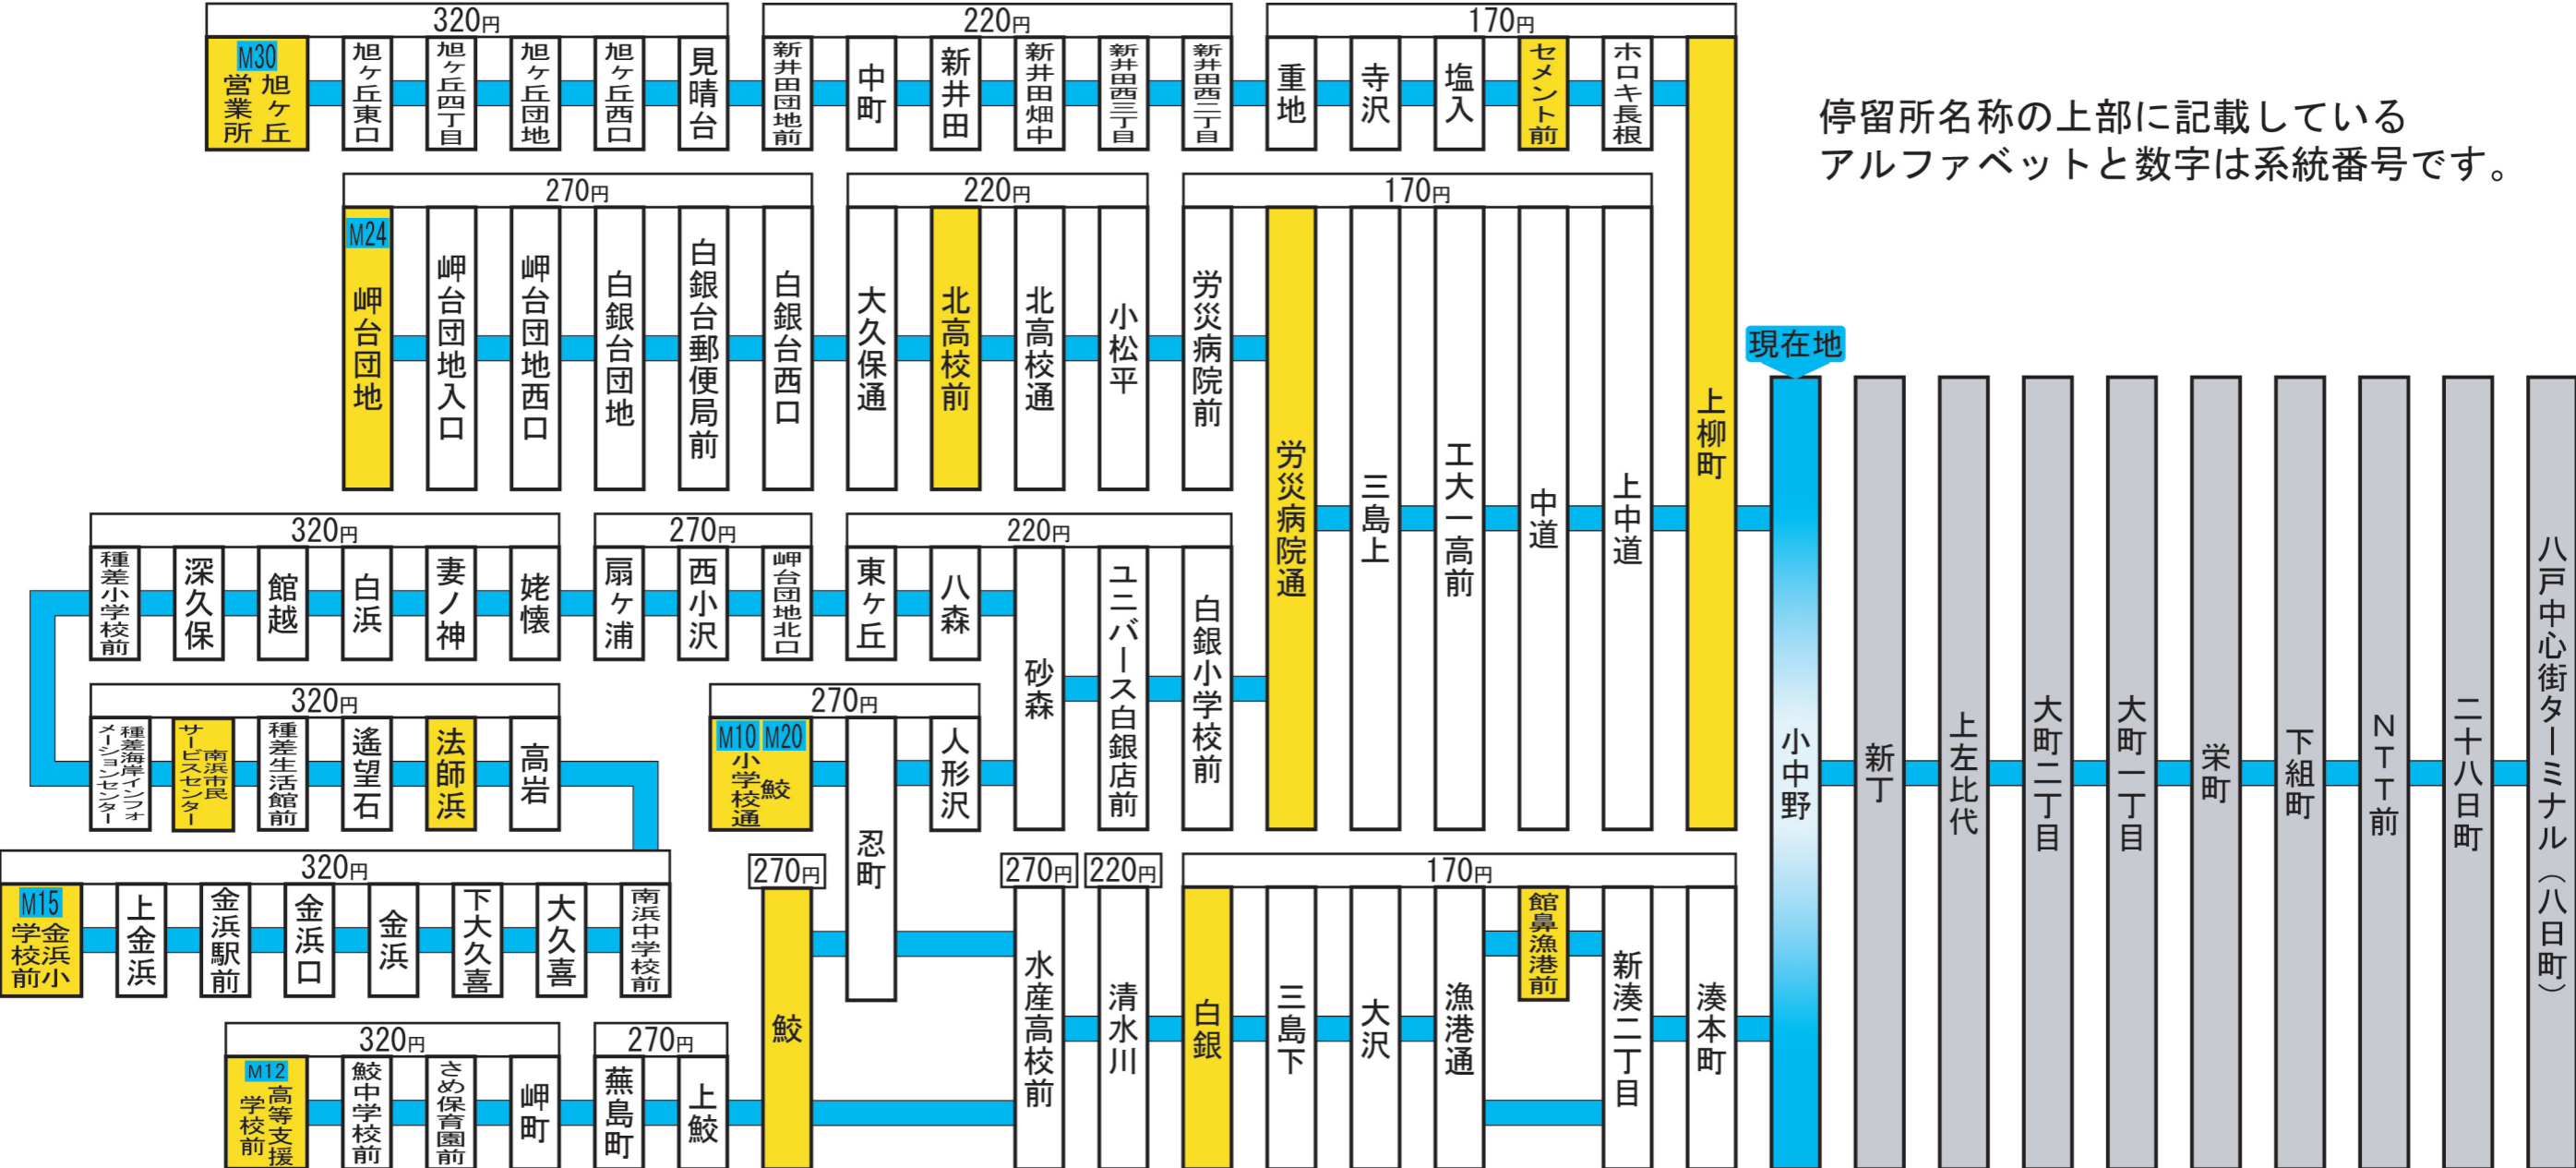 320円
220円
170円
M30
旭ヶ丘
営業所
旭ヶ丘東口
旭ヶ丘四丁目
旭ヶ丘団地
旭ヶ丘西口
見晴台
新井田団地前
中町
新井田
新井田畑中
新井田西三丁目
新井田西二丁目
重地
寺沢
塩入
セメント前
ホロキ長根
上柳町
停留所名称の上部に記載している
アルファベットと数字は系統番号です。
270円
220円
170円
M24
岬台団地
岬台団地入口
岬台団地西口
白銀台団地
白銀台郵便局前
白銀台西口
大久保通
北高校前
北高校通
小松平
労災病院前
労災病院通
三島上
工大一高前
中道
上中道
現在地
小中野
新丁
上左比代
大町二丁目
大町一丁目
栄町
下組町
NTT前
二十八日町
八戸中心街ターミナル(八日町)
320円
270円
220円
種差小学校前
深久保
館越
白浜
妻ノ神
姥懐
扇ヶ浦
西小沢
岬台団地北口
東ヶ丘
八森
砂森
ユニバース白銀店前
白銀小学校前
320円
270円
種差海岸インフォ
メーションセンター
南浜市民
サービスセンター
種差生活館前
遙望石
法師浜
高岩
M10 M20
鮫
小学校通
忍町
人形沢
320円
270円
270円
220円
170円
M15
金浜小
学校前
上金浜
金浜駅前
金浜口
金浜
下大久喜
大久喜
南浜中学校前
鮫
水産高校前
清水川
白銀
三島下
大沢
漁港通
館鼻漁港前
新湊二丁目
湊本町
320円
270円
M12
高等支援
学校前
鮫中学校前
さめ保育園前
岬町
蕪島町
上鮫